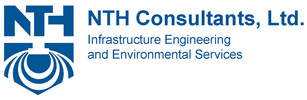 NTH
NTH Consultants, Ltd.
Infrastructure Engineering
and Environmental Services